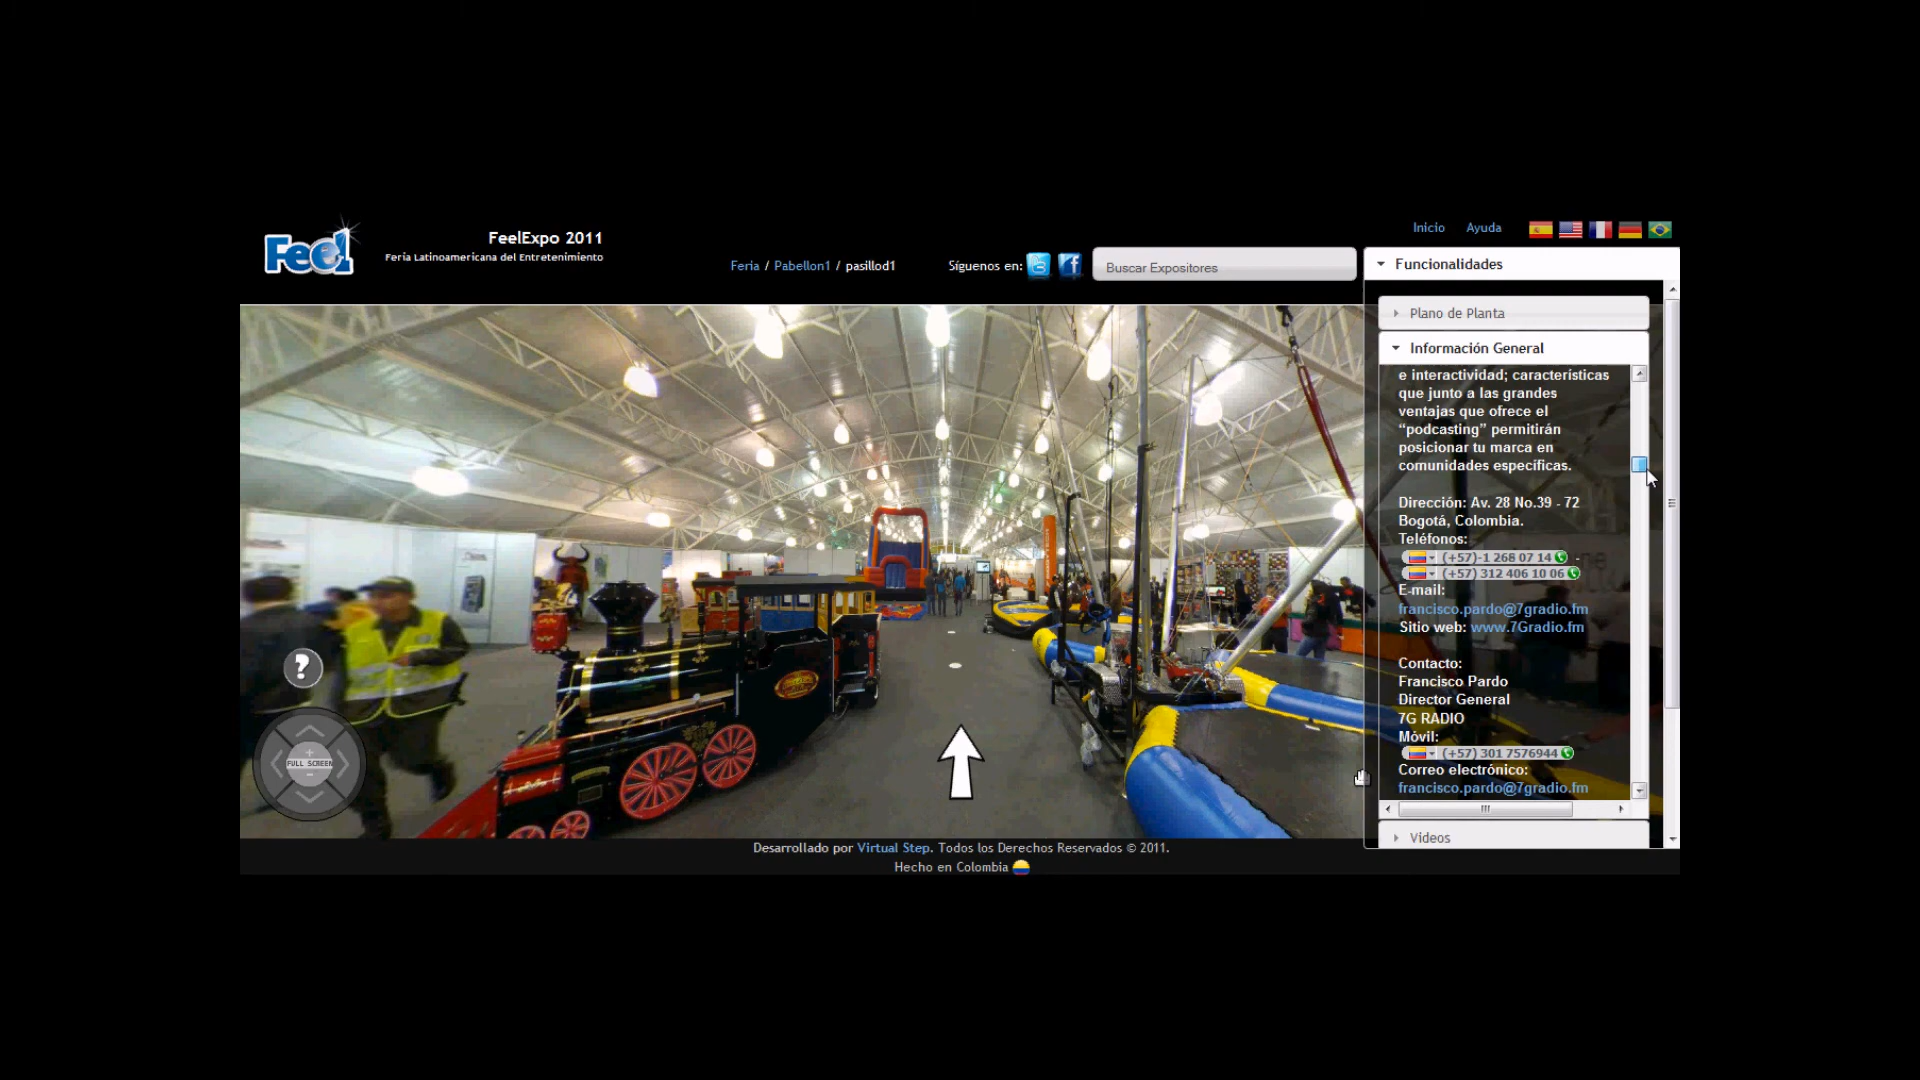 Feel
FeelExpo 2011
Feria Latinoamericana del Entretenimiento
Feria / Pabellon1 / pasillod1
Síguenos en:
Buscar Expositores
Inicio Ayuda
Funcionalidades
Plano de Planta
Información General
e interactividad; características
que junto a las grandes
ventajas que ofrece el
“podcasting” permitirán
posicionar tu marca en
comunidades específicas.
Dirección: Av. 28 No.39 - 72
Bogotá, Colombia.
Teléfonos:
(+57)-1 268 07 14 -
(+57) 312 406 10 06
E-mail:
francisco.pardo@7gradio.fm
Sitio web: www.7Gradio.fm
Contacto:
Francisco Pardo
Director General
7G RADIO
Móvil:
(+57) 301 7576944
Correo electrónico:
francisco.pardo@7gradio.fm
Videos
?
FULL SCREEN
Desarrollado por Virtual Step. Todos los Derechos Reservados © 2011.
Hecho en Colombia